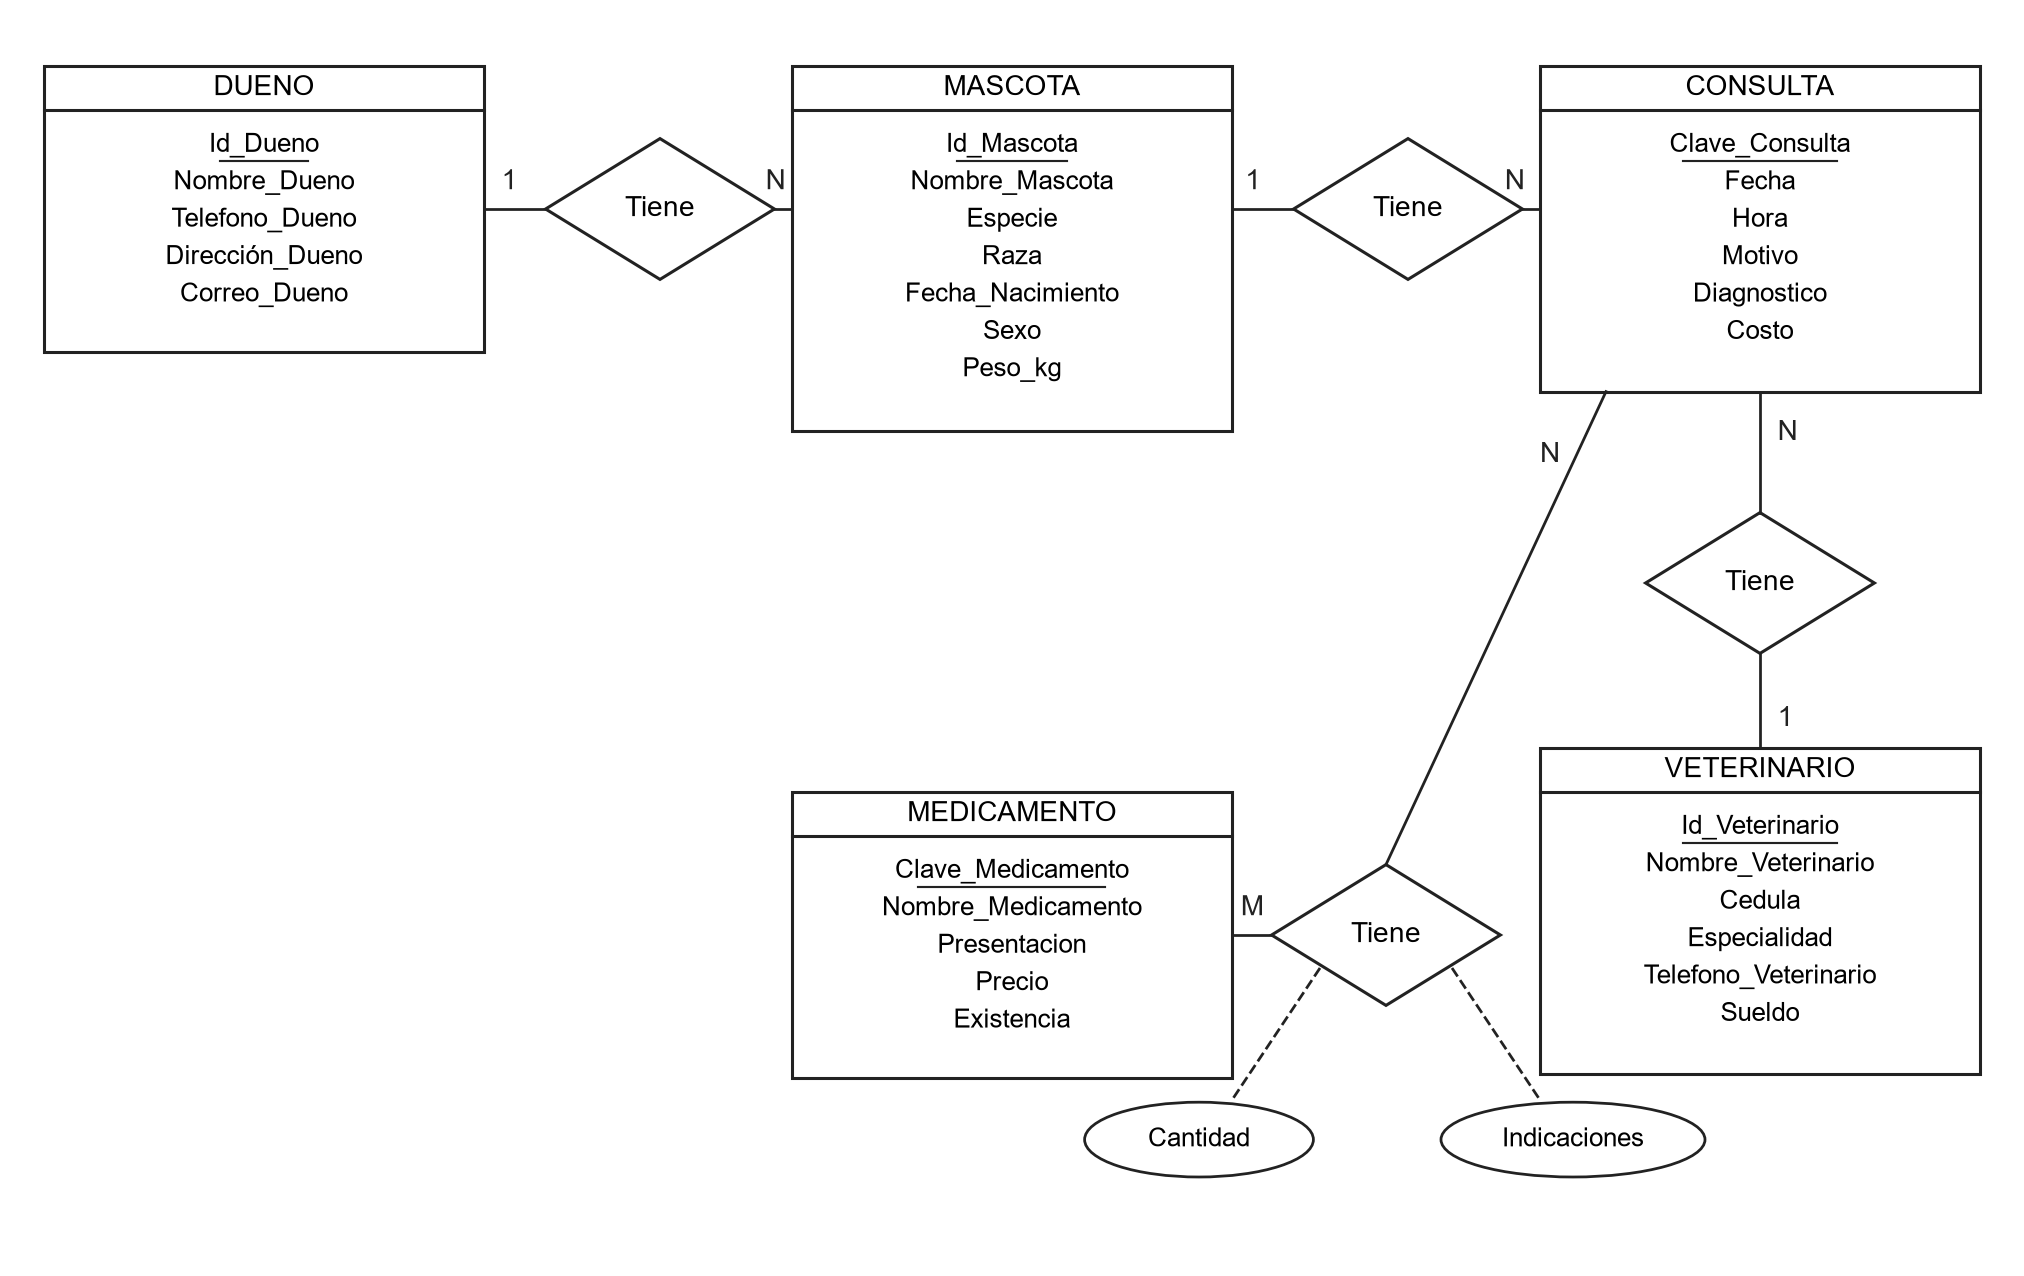 DUENO
Id_Dueno
Nombre_Dueno
Telefono_Dueno
Dirección_Dueno
Correo_Dueno
1
Tiene
N
MASCOTA
Id_Mascota
Nombre_Mascota
Especie
Raza
Fecha_Nacimiento
Sexo
Peso_kg
1
Tiene
N
CONSULTA
Clave_Consulta
Fecha
Hora
Motivo
Diagnostico
Costo
N
N
Tiene
1
MEDICAMENTO
Clave_Medicamento
Nombre_Medicamento
Presentacion
Precio
Existencia
M
Tiene
VETERINARIO
Id_Veterinario
Nombre_Veterinario
Cedula
Especialidad
Telefono_Veterinario
Sueldo
Cantidad
Indicaciones